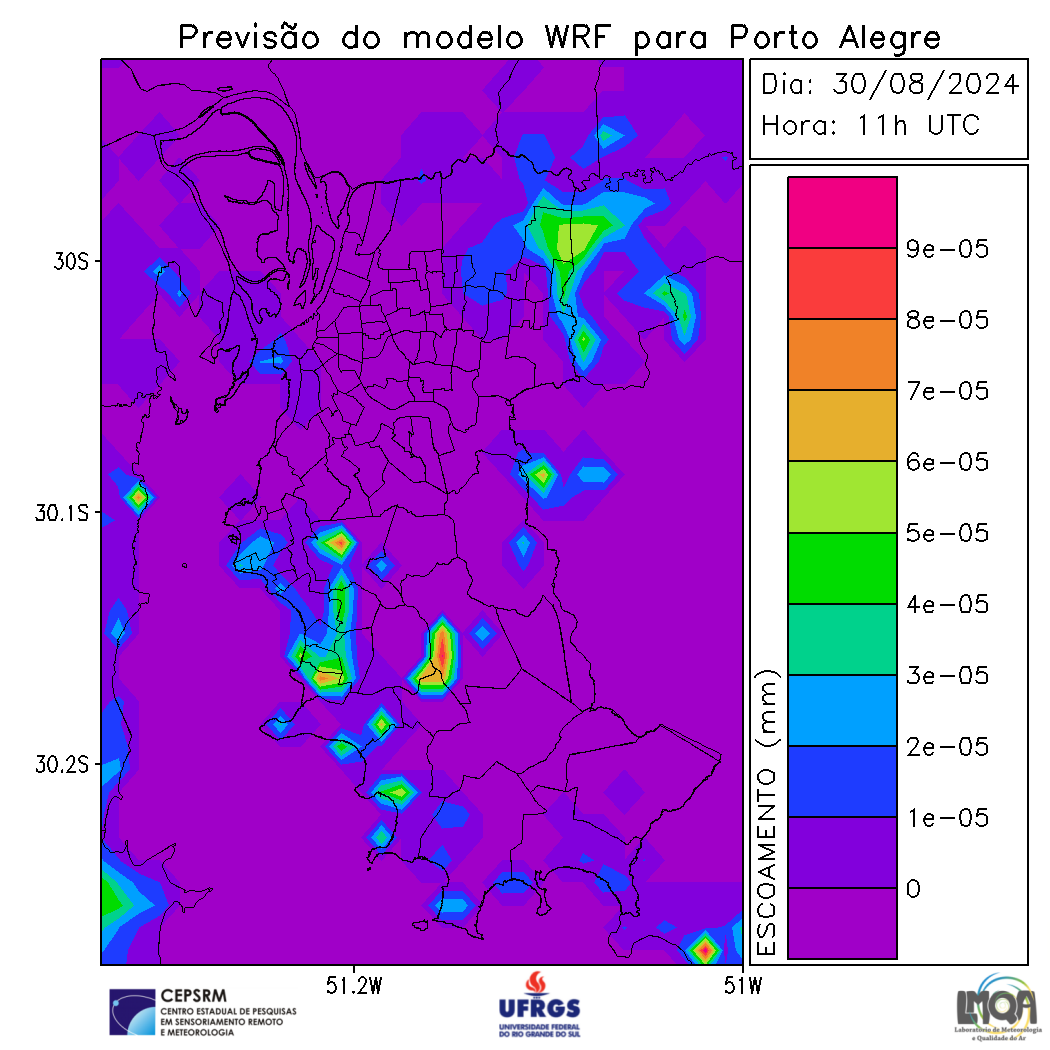 Previsão do modelo WRF para Porto Alegre
Dia: 30/08/2024
Hora: 11h UTC
30S
30.1S
30.2S
51.2W
51W
ESCOAMENTO (mm)
9e-05
8e-05
7e-05
6e-05
5e-05
4e-05
3e-05
2e-05
1e-05
0
CEPSRM
CENTRO ESTADUAL DE PESQUISAS
EM SENSORIAMENTO REMOTO
E METEOROLOGIA
UFRGS
UNIVERSIDADE FEDERAL
DO RIO GRANDE DO SUL
LMQA
Laboratório de Meteorologia
e Qualidade do Ar